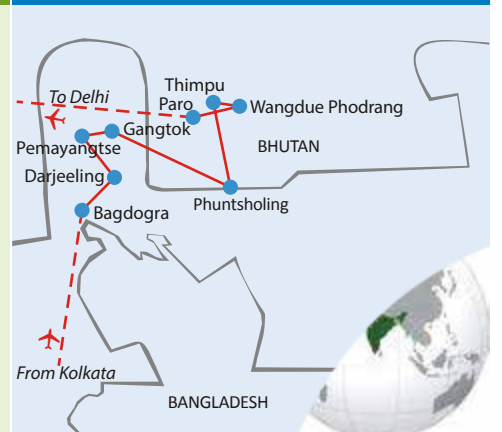 Thimpu
To Delhi
Paro
Wangdue Phodrang
Gangtok
Pemayangtse
BHUTAN
Darjeeling
Phuntsholing
Bagdogra
From Kolkata
BANGLADESH